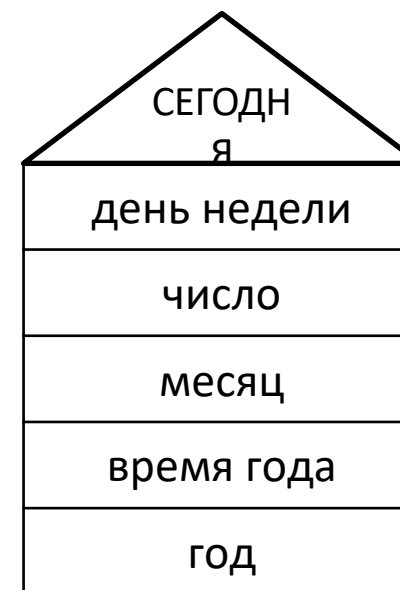 СЕГОДН
Я
день недели
число
месяц
время года
год